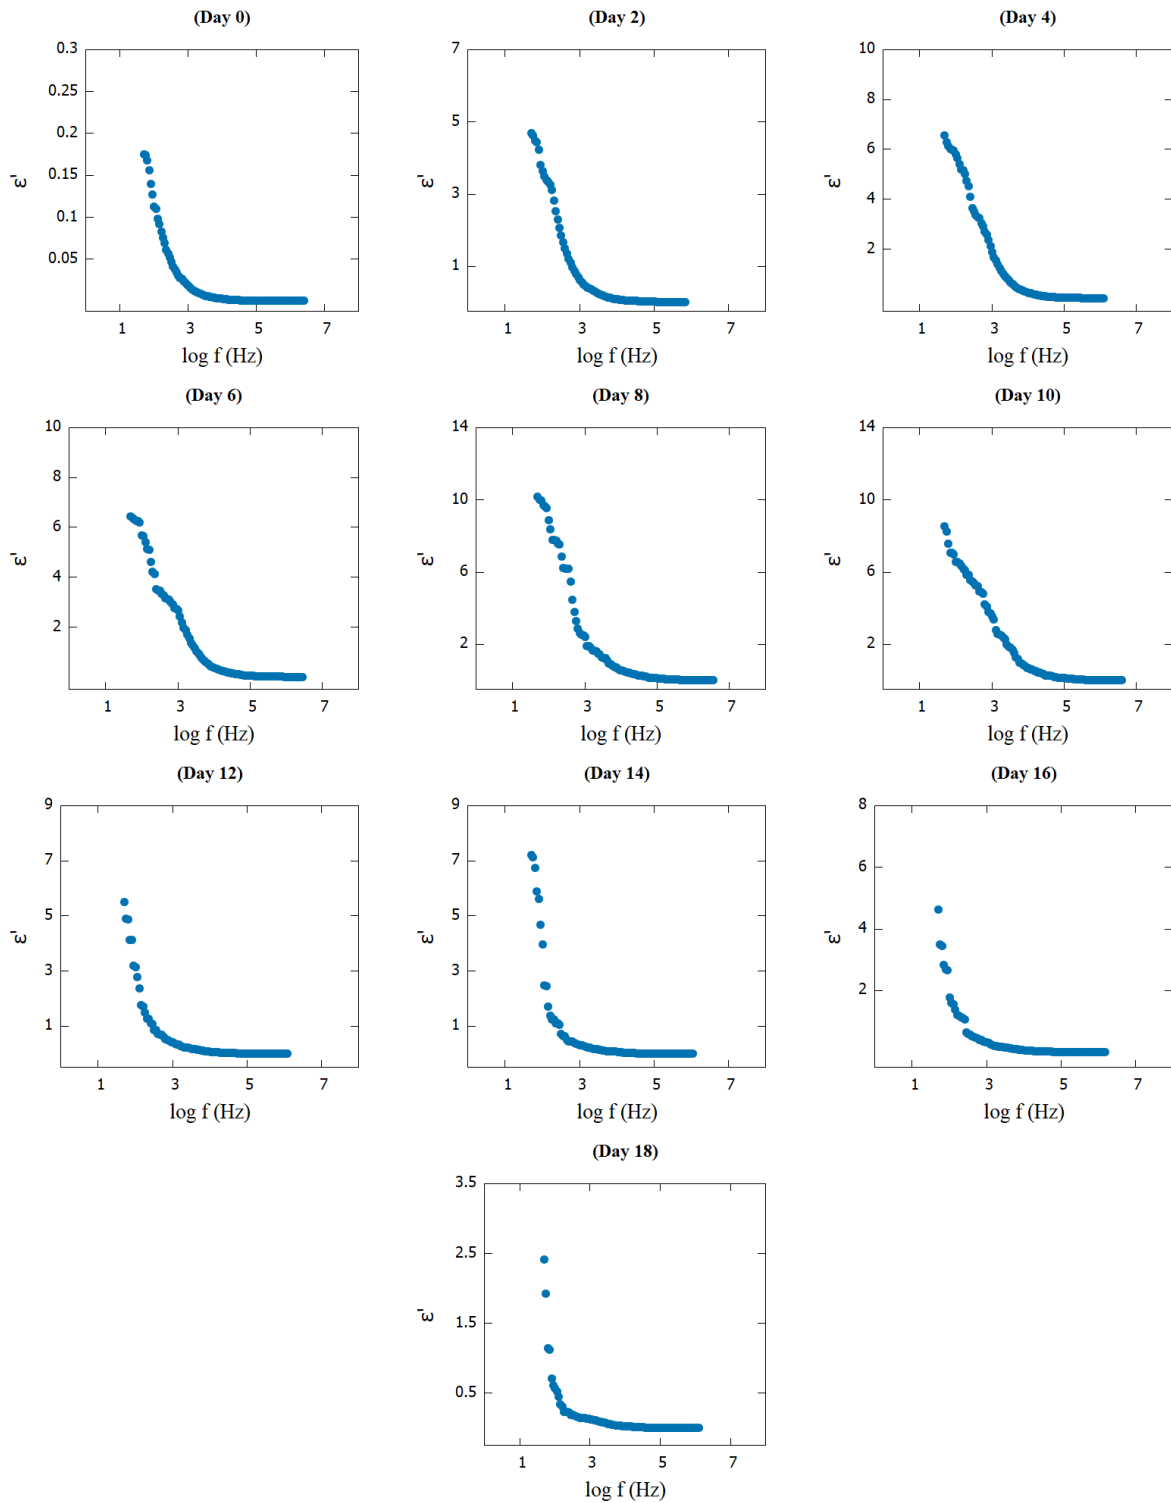 (Day 0)
0.3
0.25
0.2
0.15
0.1
0.05
ε'
1 3 5 7
log f (Hz)
(Day 2)
7
5
3
1
ε'
1 3 5 7
log f (Hz)
(Day 4)
10
8
6
4
2
ε'
1 3 5 7
log f (Hz)
(Day 6)
10
8
6
4
2
ε'
1 3 5 7
log f (Hz)
(Day 8)
14
10
6
2
ε'
1 3 5 7
log f (Hz)
(Day 10)
14
10
6
2
ε'
1 3 5 7
log f (Hz)
(Day 12)
9
7
5
3
1
ε'
1 3 5 7
log f (Hz)
(Day 14)
9
7
5
3
1
ε'
1 3 5 7
log f (Hz)
(Day 16)
8
6
4
2
ε'
1 3 5 7
log f (Hz)
(Day 18)
3.5
2.5
1.5
0.5
ε'
1 3 5 7
log f (Hz)